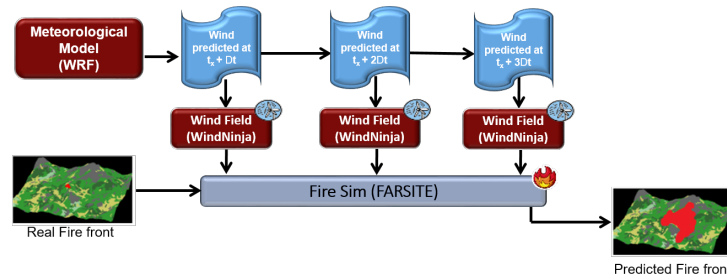 Meteorological
Model
(WRF)
Wind
predicted at
tx + Dt
Wind
predicted at
tx + 2Dt
Wind
predicted at
tx + 3Dt
Wind Field
(WindNinja)
Wind Field
(WindNinja)
Wind Field
(WindNinja)
Fire Sim (FARSITE)
Real Fire front
Predicted Fire fron